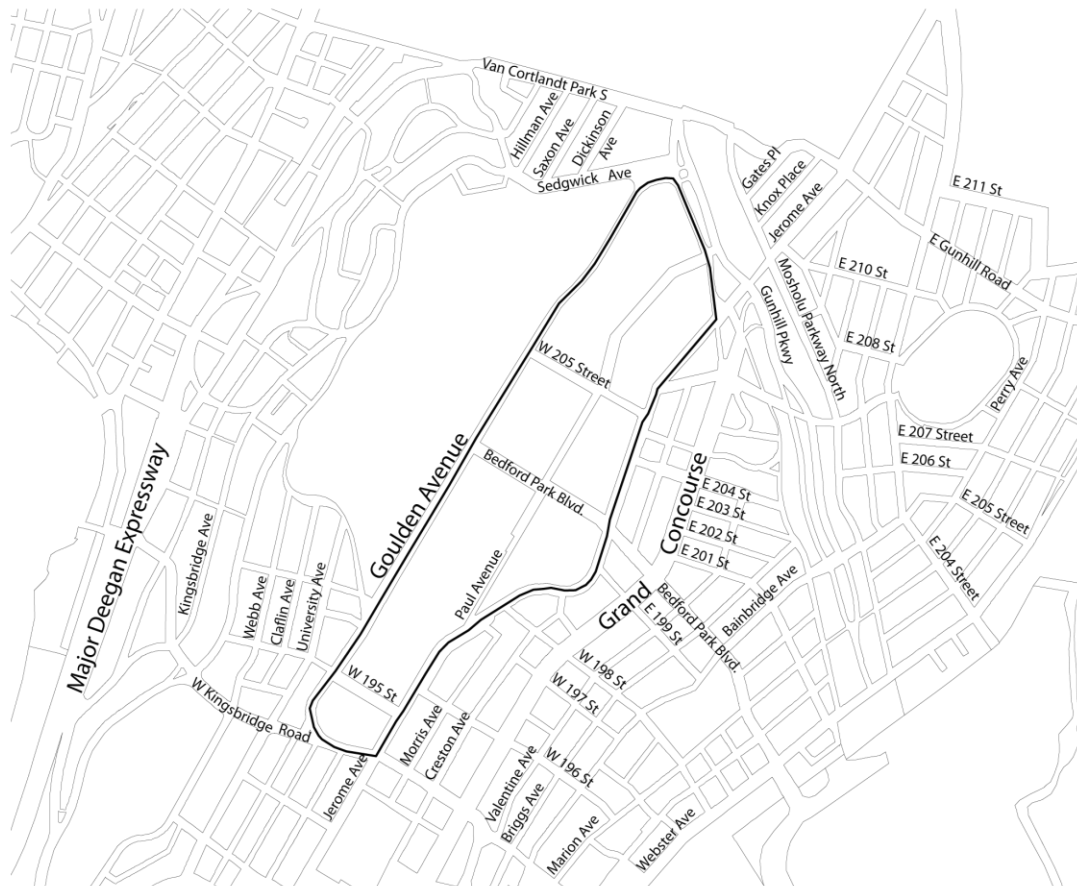 Van Cortlandt Park S
Hillman Ave
Saxon Ave
Dickinson
Ave
Sedgwick Ave
Gates Pl
Knox Place
Jerome Ave
E 211 St
E Gunhill Road
E 210 St
Mosholu Parkway North
Gunhill Pkwy
E 208 St
Perry Ave
W 205 Street
E 207 Street
E 206 St
Bedford Park Blvd.
Goulden Avenue
Concourse
E 204 St
E 203 St
E 202 St
E 201 St
E 205 Street
E 204 Street
Major Deegan Expressway
Kingsbridge Ave
Webb Ave
Claflin Ave
University Ave
Paul Avenue
Grand
E 199 St
Bedford Park Blvd.
Bainbridge Ave
W 198 St
W 197 St
W 195 St
W Kingsbridge Road
Morris Ave
Creston Ave
Jerome Ave
W 196 St
Valentine Ave
Briggs Ave
Marion Ave
Webster Ave